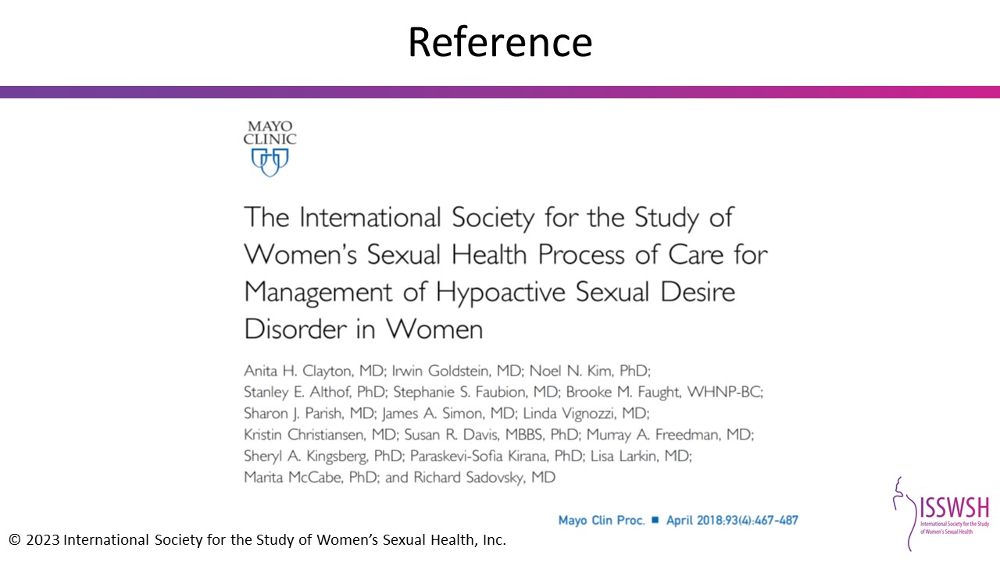 Reference
MAYO
CLINIC
The International Society for the Study of
Women's Sexual Health Process of Care for
Management of Hypoactive Sexual Desire
Disorder in Women
Anita H. Clayton, MD; Irwin Goldstein, MD; Noel N. Kim, PhD;
Stanley E. Althof, PhD; Stephanie S. Faubion, MD; Brooke M. Faught, WHNP-BC;
Sharon J. Parish, MD; James A. Simon, MD; Linda Vignozzi, MD;
Kristin Christiansen, MD; Susan R. Davis, MBBS, PhD; Murray A. Freedman, MD;
Sheryl A. Kingsberg, PhD; Paraskevi-Sofia Kirana, PhD; Lisa Larkin, MD;
Marita McCabe, PhD; and Richard Sadovsky, MD
Mayo Clin Proc. ■ April 2018;93(4):467-487
ISSWSH
International Society for the Study
of Women's Sexual Health
© 2023 International Society for the Study of Women's Sexual Health, Inc.